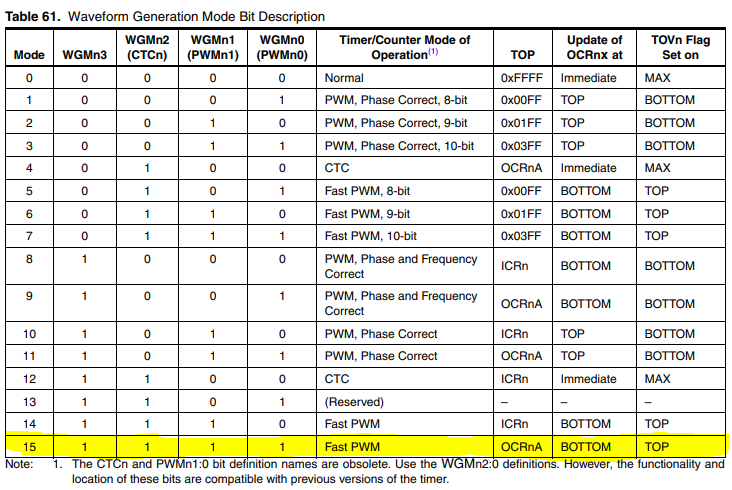 Table 61. Waveform Generation Mode Bit Description
Mode WGMn3 WGMn2 (CTCn) WGMn1 (PWMn1) WGMn0 (PWMn0) Timer/Counter Mode of Operation(1) TOP Update of OCRnx at TOVn Flag Set on
0 0 0 0 0 Normal 0xFFFF Immediate MAX
1 0 0 0 1 PWM, Phase Correct, 8-bit 0x00FF TOP BOTTOM
2 0 0 1 0 PWM, Phase Correct, 9-bit 0x01FF TOP BOTTOM
3 0 0 1 1 PWM, Phase Correct, 10-bit 0x03FF TOP BOTTOM
4 0 1 0 0 CTC OCRnA Immediate MAX
5 0 1 0 1 Fast PWM, 8-bit 0x00FF BOTTOM TOP
6 0 1 1 0 Fast PWM, 9-bit 0x01FF BOTTOM TOP
7 0 1 1 1 Fast PWM, 10-bit 0x03FF BOTTOM TOP
8 1 0 0 0 PWM, Phase and Frequency Correct ICRn BOTTOM BOTTOM
9 1 0 0 1 PWM, Phase and Frequency Correct OCRnA BOTTOM BOTTOM
10 1 0 1 0 PWM, Phase Correct ICRn TOP BOTTOM
11 1 0 1 1 PWM, Phase Correct OCRnA TOP BOTTOM
12 1 1 0 0 CTC ICRn Immediate MAX
13 1 1 0 1 (Reserved) – – –
14 1 1 1 0 Fast PWM ICRn BOTTOM TOP
15 1 1 1 1 Fast PWM OCRnA BOTTOM TOP
Note: 1. The CTCn and PWMn1:0 bit definition names are obsolete. Use the WGMn2:0 definitions. However, the functionality and
location of these bits are compatible with previous versions of the timer.